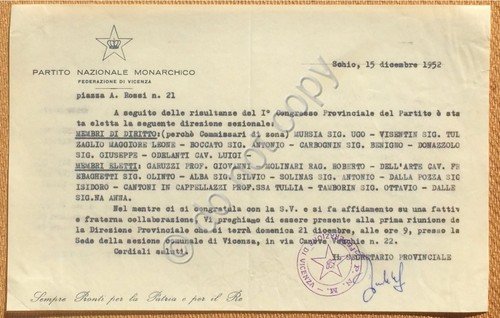 PARTITO NAZIONALE MONARCHICO
FEDERAZIONE DI VICENZA
Schio, 15 dicembre 1952
piazza A. Rossi n. 21
A seguito delle risultanze del I° Congresso Provinciale del Partito è sta
ta eletta la seguente direzione sezionale:
MEMBRI DI DIRITTO:(perchè Commissari di zona) MURSIA SIG. UGO - VISENTIN SIG. TUL
ZAGLIO MAGGIORE LEONE - BOCCATO SIG. ANTONIO - CARBOGNIN SIG. BENIGNO - DONAZZOLO
SIG. GIUSEPPE - OBELANTI CAV. LUIGI
MEMBRI ELETTI: GARUZZI PROF. GIOVANNI - MOLINARI RAG. ROBERTO - DELL'ARTE CAV. FR
SIG. OLINTO - ALBA SIG. SILVIO - SOLINAS SIG. ANTONIO - DALLA POZZA SIG
ISIDORO - CANTONI IN CAPPELLAZZI PROF.SSA TULLIA - TAMBORIN SIG. OTTAVIO - DALLE
SIG.NA ANNA.
Nel mentre ci si congratula con la S.V. e si fa affidamento su una fattiv
e fraterna collaborazione, Vi preghiamo di essere presente alla prima riunione de
la Direzione Provinciale che si terrà domenica 21 dicembre, alle ore 9, presso la
Sede della sezione comunale di Vicenza, in via Canove Vecchie n. 22.
Cordiali saluti.
IL SEGRETARIO PROVINCIALE
P. N. M.
FEDERAZIONE DI VICENZA
Sempre Pronti per la Patria e per il Re